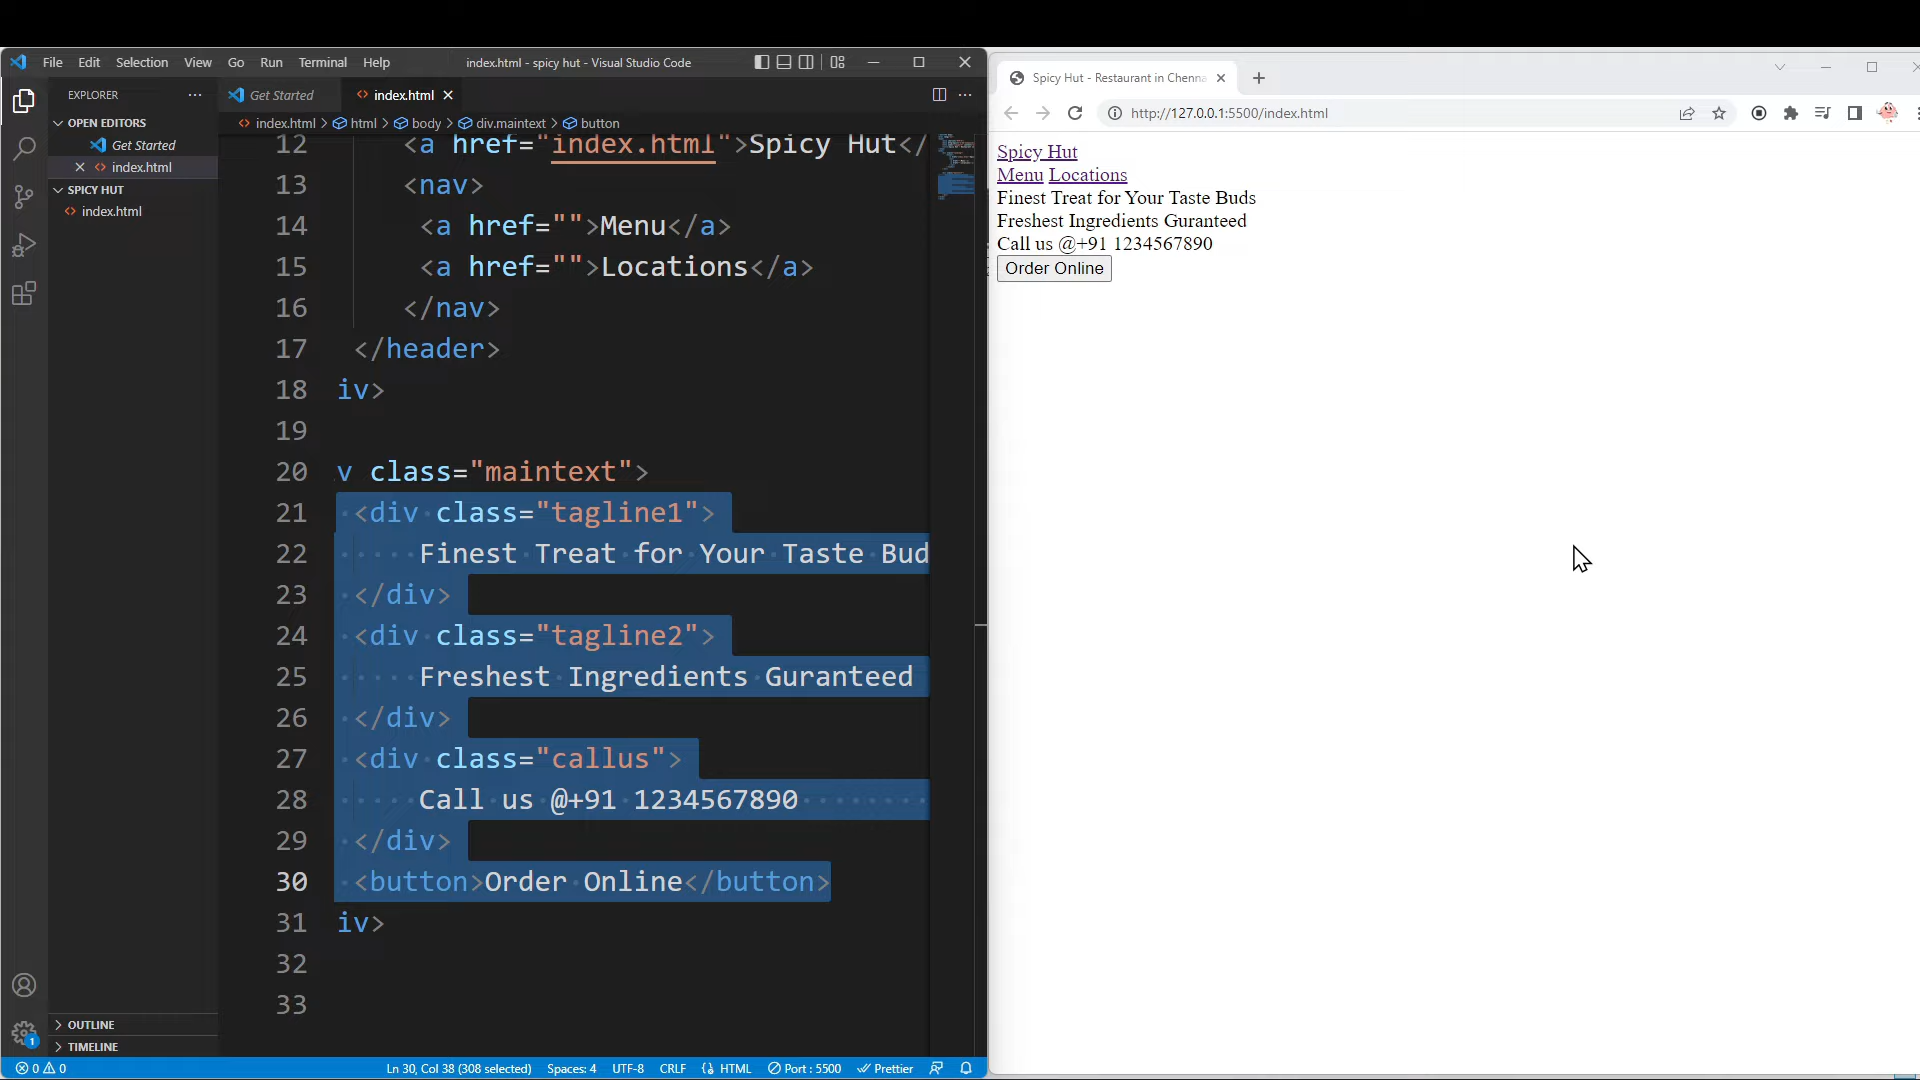 File Edit Selection View Go Run Terminal Help
index.html - spicy hut - Visual Studio Code
EXPLORER
OPEN EDITORS
Get Started
index.html
SPICY HUT
index.html
OUTLINE
TIMELINE
Get Started
index.html
index.html > html > body > div.maintext > button
12 <a href="index.html">Spicy Hut</
13 <nav>
14 <a href="">Menu</a>
15 <a href="">Locations</a>
16 </nav>
17 </header>
18 iv>
19
20 v class="maintext">
21 <div class="tagline1">
22 Finest Treat for Your Taste Bud
23 </div>
24 <div class="tagline2">
25 Freshest Ingredients Guranteed
26 </div>
27 <div class="callus">
28 Call us @+91 1234567890
29 </div>
30 <button>Order Online</button>
31 iv>
32
33
1
0 0
Ln 30, Col 38 (308 selected) Spaces: 4 UTF-8 CRLF HTML Port : 5500 Prettier
Spicy Hut - Restaurant in Chenna
http://127.0.0.1:5500/index.html
Spicy Hut
Menu Locations
Finest Treat for Your Taste Buds
Freshest Ingredients Guranteed
Call us @+91 1234567890
Order Online